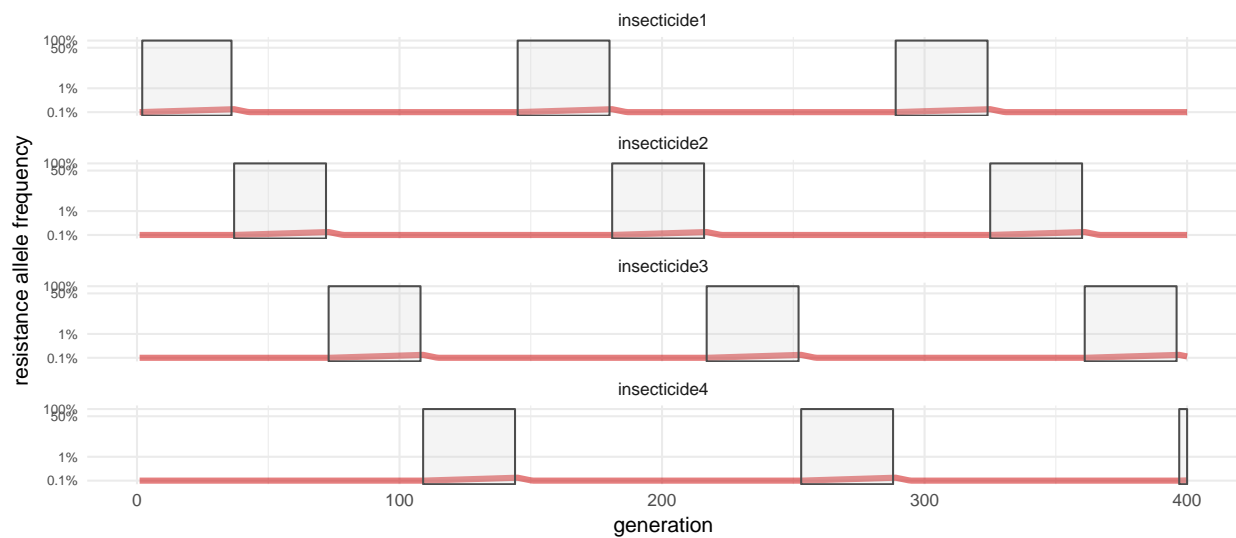 insecticide1
100%
50%
1%
0.1%
insecticide2
100%
50%
1%
0.1%
insecticide3
100%
50%
1%
0.1%
insecticide4
100%
50%
1%
0.1%
0 100 200 300 400
generation
resistance allele frequency